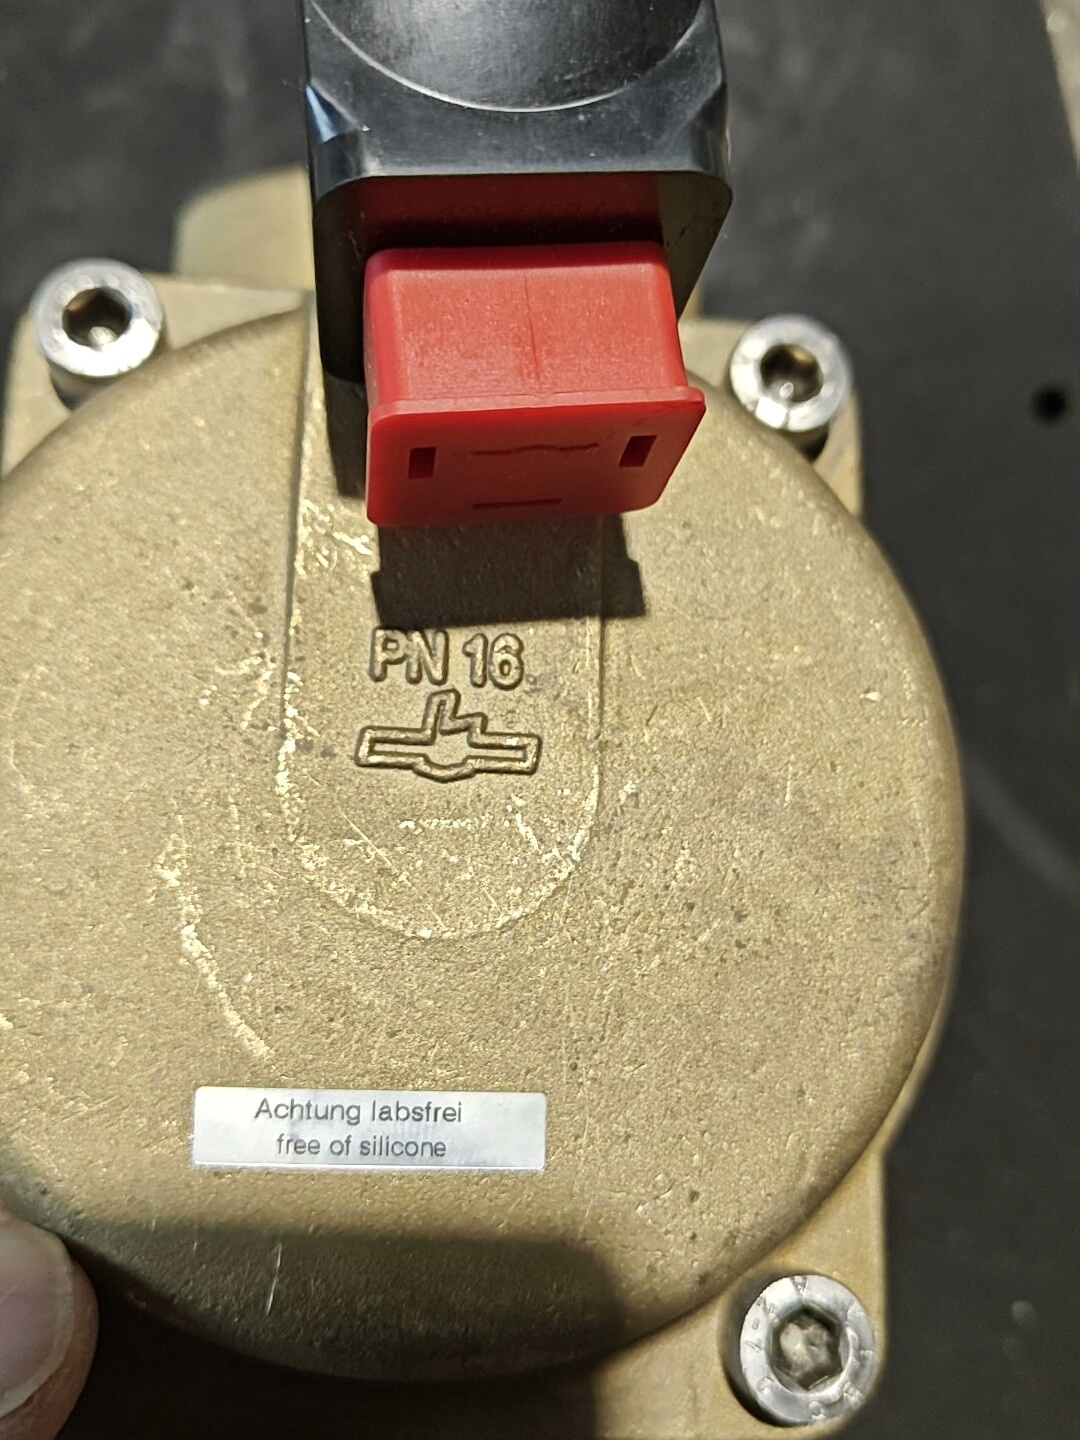 PN 16
Achtung labsfrei
free of silicone